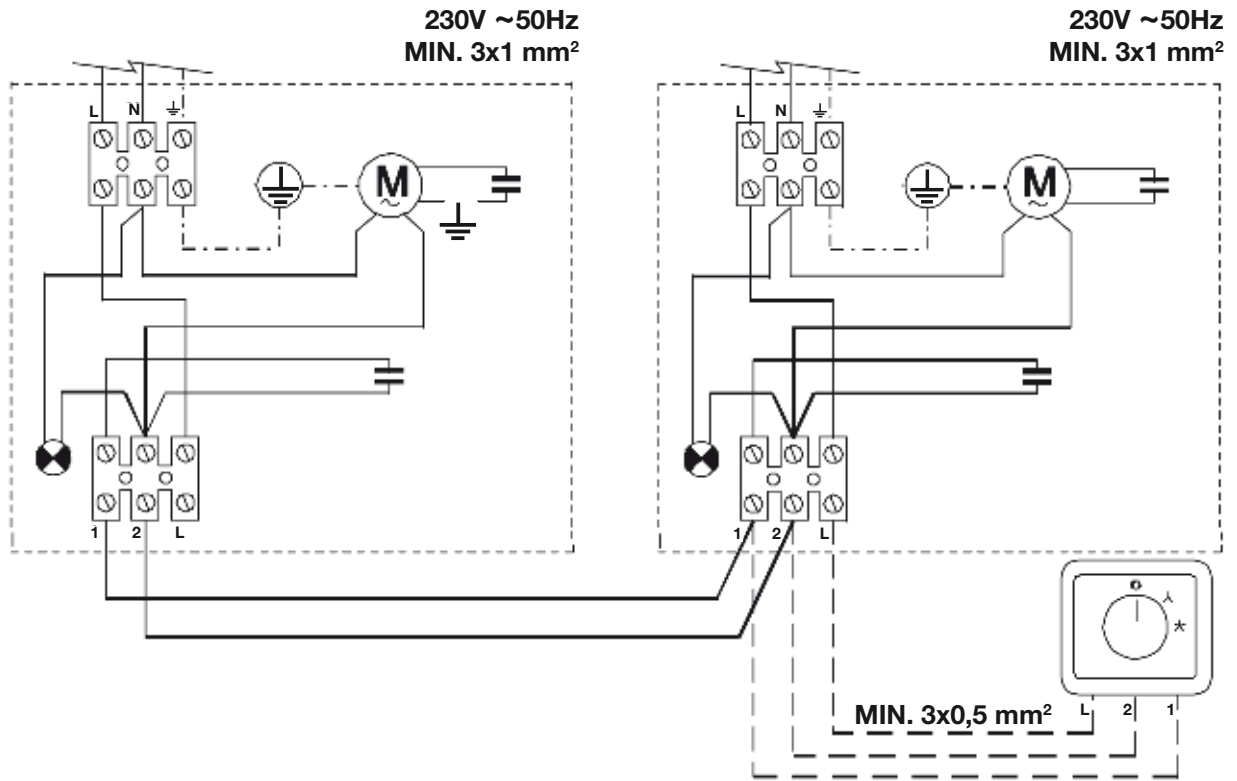 230V ~50Hz
MIN. 3x1 mm²
230V ~50Hz
MIN. 3x1 mm²
L N
M
~
1 2 L
L N
M
~
1 2 L
MIN. 3x0,5 mm²
L 2 1